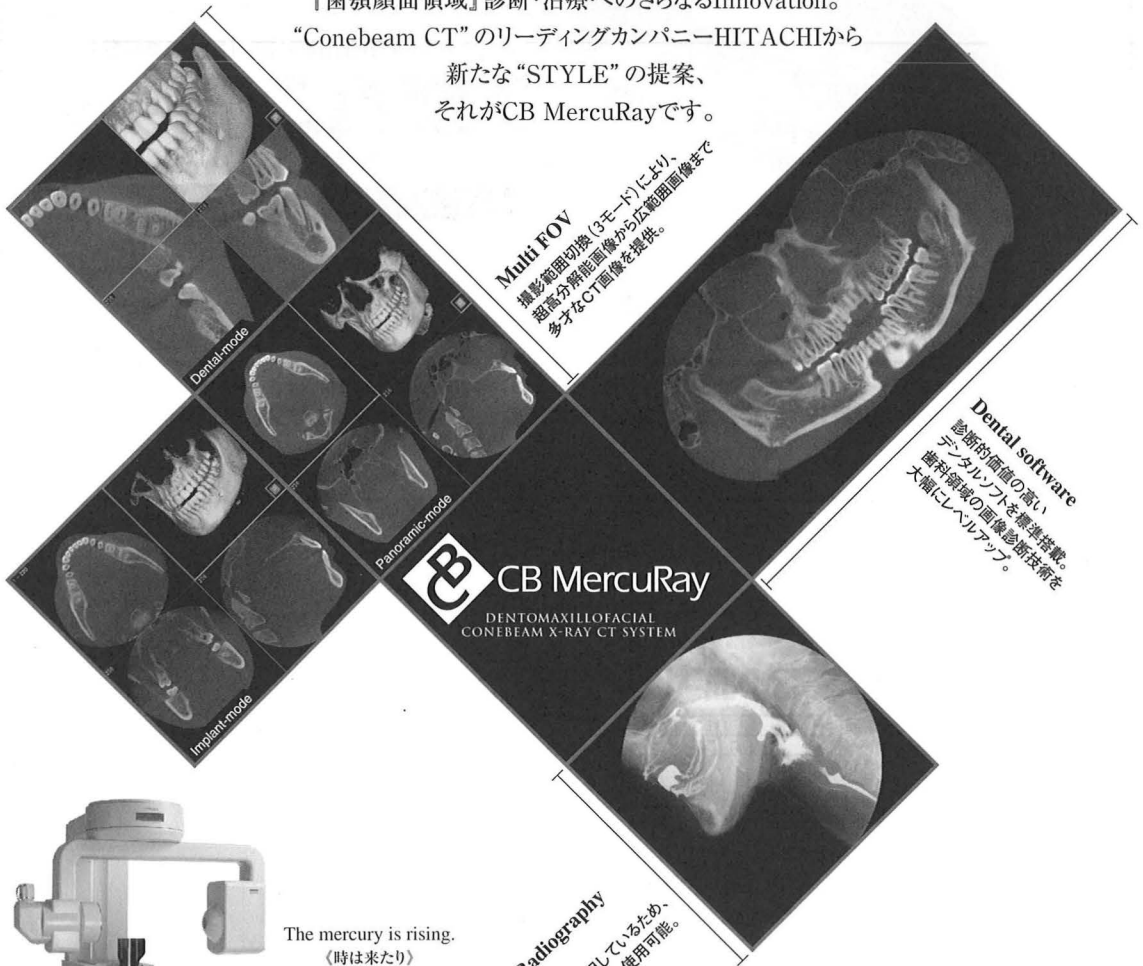 『歯顎顔面領域』診断・治療へのさらなるInnovation。
“Conebeam CT”のリーディングカンパニーHITACHIから
新たな“STYLE”の提案、
それがCB MercuRayです。
Multi FOV
撮影範囲切換（3モード）により、
超高分解能画像から広範囲画像まで
多才なCT画像を提供。
Dental-mode
Panoramic-mode
Implant-mode
Dental software
診断的価値の高い
デンタルソフトを標準搭載。
歯科領域の画像診断技術を
大幅にレベルアップ。
CB
CB MercuRay
DENTOMAXILLOFACIAL
CONEBEAM X-RAY CT SYSTEM
Radiography
しているため、
使用可能。
The mercury is rising.
《時は来たり》